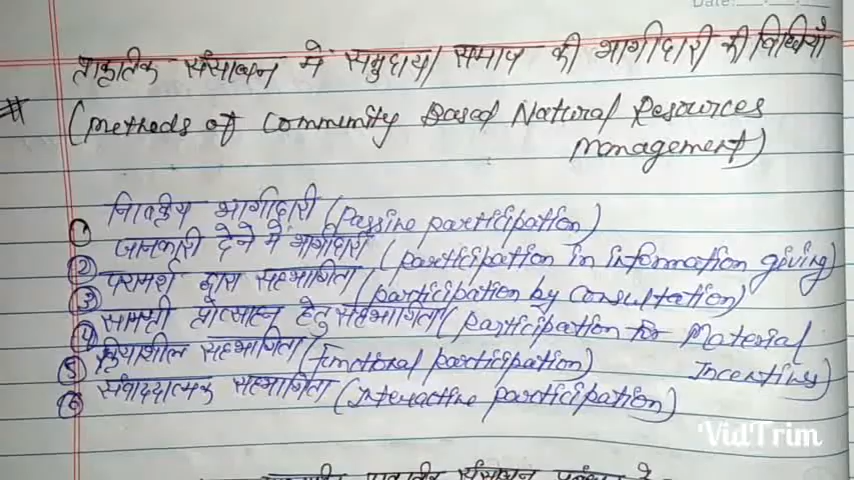 Date:
प्राकृतिक संसाधन में समुदाय/ समाज की भागीदारी की विधियाँ
# (Methods of Community Based Natural Resources
Management)
① निष्क्रिय भागीदारी (Passive participation)
② जानकारी देने में भागीदारी (participation in information giving)
③ परामर्श द्वारा सहभागिता (participation by Consultation)
④ सामग्री प्रोत्साहन हेतु सहभागिता (participation for Material
Incentives)
⑤ क्रियाशील सहभागिता (functional participation)
⑥ संवादात्मक सहभागिता (Interactive participation)
VidTrim
संसाधन